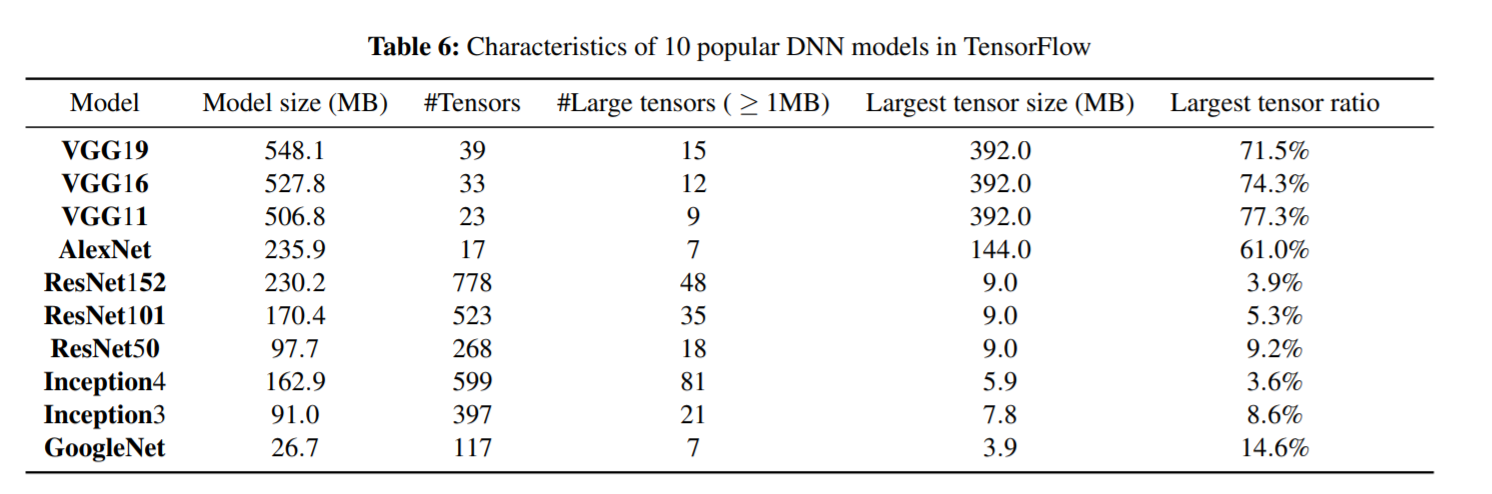 Table 6: Characteristics of 10 popular DNN models in TensorFlow
Model Model size (MB) #Tensors #Large tensors ( ≥ 1MB) Largest tensor size (MB) Largest tensor ratio
VGG19 548.1 39 15 392.0 71.5%
VGG16 527.8 33 12 392.0 74.3%
VGG11 506.8 23 9 392.0 77.3%
AlexNet 235.9 17 7 144.0 61.0%
ResNet152 230.2 778 48 9.0 3.9%
ResNet101 170.4 523 35 9.0 5.3%
ResNet50 97.7 268 18 9.0 9.2%
Inception4 162.9 599 81 5.9 3.6%
Inception3 91.0 397 21 7.8 8.6%
GoogleNet 26.7 117 7 3.9 14.6%